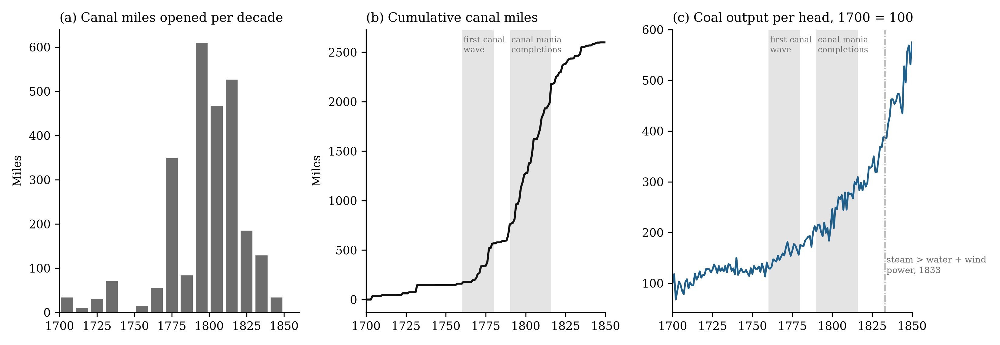 (a) Canal miles opened per decade
Miles
600
500
400
300
200
100
0
1700 1725 1750 1775 1800 1825 1850
(b) Cumulative canal miles
Miles
2500
2000
1500
1000
500
0
first canal
wave
canal mania
completions
1700 1725 1750 1775 1800 1825 1850
(c) Coal output per head, 1700 = 100
600
500
400
300
200
100
first canal
wave
canal mania
completions
steam > water + wind
power, 1833
1700 1725 1750 1775 1800 1825 1850